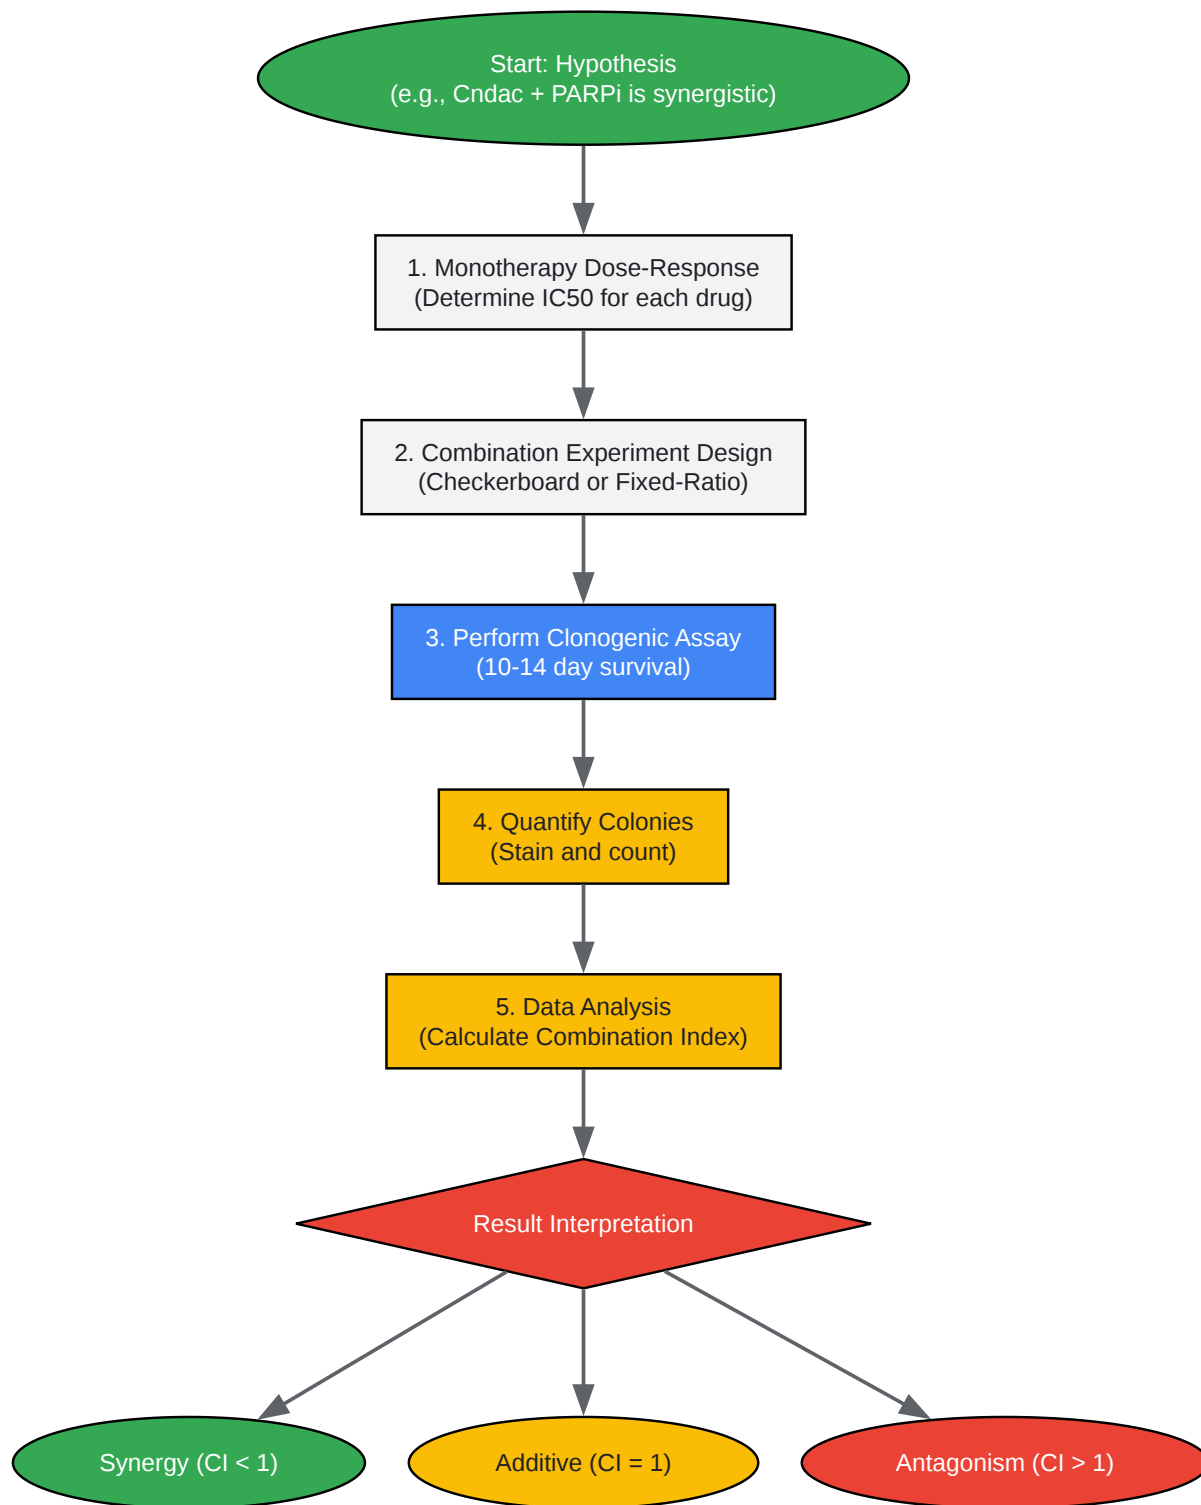 Start: Hypothesis
(e.g., Cndac + PARPi is synergistic)
1. Monotherapy Dose-Response
(Determine IC50 for each drug)
2. Combination Experiment Design
(Checkerboard or Fixed-Ratio)
3. Perform Clonogenic Assay
(10-14 day survival)
4. Quantify Colonies
(Stain and count)
5. Data Analysis
(Calculate Combination Index)
Result Interpretation
Synergy (CI < 1)
Additive (CI = 1)
Antagonism (CI > 1)